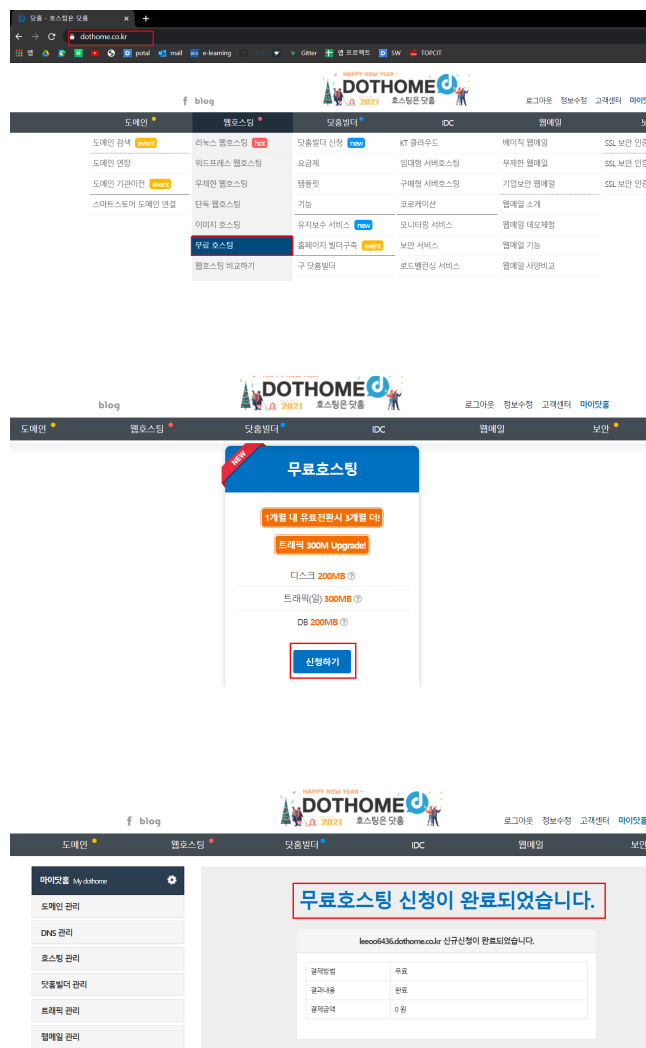 닷홈 - 호스팅은 닷홈
dothome.co.kr
앱 potal mail e-learning Gitter 앱 프로젝트 SW TOPCIT
HAPPY NEW YEAR~
DOTHOME
2021 호스팅은 닷홈
f blog 로그아웃 정보수정 고객센터 마이닷
도메인 웹호스팅 닷홈빌더 IDC 웹메일
도메인 검색 event 리눅스 웹호스팅 hot 닷홈빌더 신청 new KT 클라우드 베이직 웹메일 SSL 보안 인증
도메인 연장 워드프레스 웹호스팅 요금제 임대형 서버호스팅 무제한 웹메일 SSL 보안 인증
도메인 기관이전 event 무제한 웹호스팅 템플릿 구매형 서버호스팅 기업보안 웹메일 SSL 보안 인증
스마트스토어 도메인 연결 단독 웹호스팅 기능 코로케이션 웹메일 소개
이미지 호스팅 유지보수 서비스 new 모니터링 서비스 웹메일 데모체험
무료 호스팅 홈페이지 빌더구축 event 보안 서비스 웹메일 기능
웹호스팅 비교하기 구 닷홈빌더 로드밸런싱 서비스 웹메일 사양비교
DOTHOME
2021 호스팅은 닷홈
blog 로그아웃 정보수정 고객센터 마이닷홈
도메인 웹호스팅 닷홈빌더 IDC 웹메일 보안
NEW
무료호스팅
1개월 내 유료전환시 3개월 더!
트래픽 300M Upgrade!
디스크 200MB
트래픽(일) 300MB
DB 200MB
신청하기
HAPPY NEW YEAR~
DOTHOME
2021 호스팅은 닷홈
f blog 로그아웃 정보수정 고객센터 마이닷홈
도메인 웹호스팅 닷홈빌더 IDC 웹메일 보안
마이닷홈 My dothome
도메인 관리
DNS 관리
호스팅 관리
닷홈빌더 관리
트래픽 관리
웹메일 관리
무료호스팅 신청이 완료되었습니다.
leeoo6436.dothome.co.kr 신규신청이 완료되었습니다.
결제방법 무료
결과내용 완료
결제금액 0 원